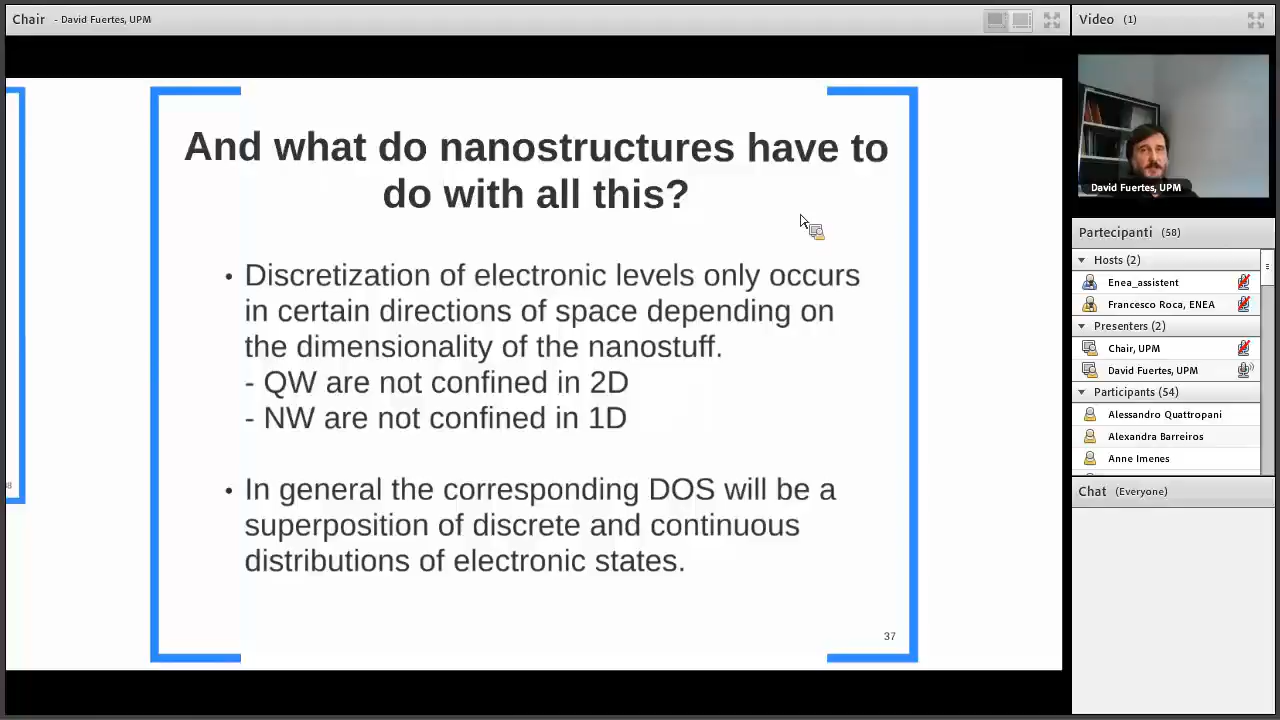 Chair - David Fuertes, UPM
And what do nanostructures have to
do with all this?
• Discretization of electronic levels only occurs
in certain directions of space depending on
the dimensionality of the nanostuff.
- QW are not confined in 2D
- NW are not confined in 1D
• In general the corresponding DOS will be a
superposition of discrete and continuous
distributions of electronic states.
37
Video (1)
David Fuertes, UPM
Partecipanti (58)
Hosts (2)
Enea_assistent
Francesco Roca, ENEA
Presenters (2)
Chair, UPM
David Fuertes, UPM
Participants (54)
Alessandro Quattropani
Alexandra Barreiros
Anne Imenes
Chat (Everyone)